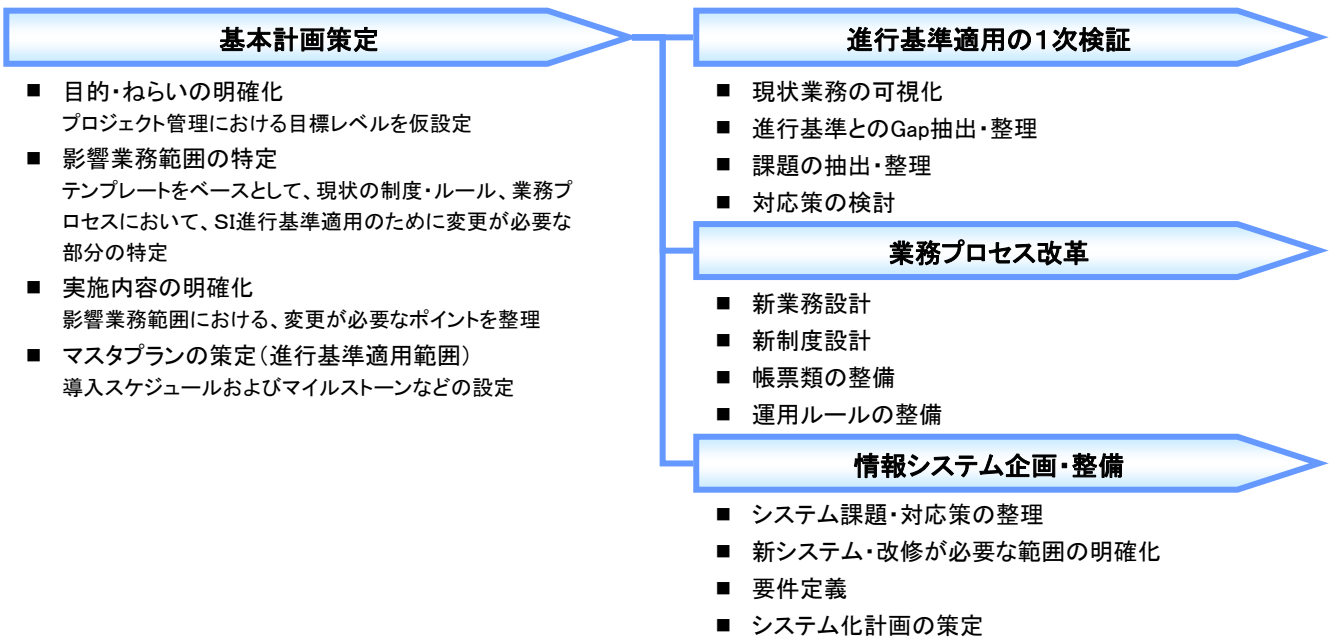 基本計画策定
■ 目的・ねらいの明確化
プロジェクト管理における目標レベルを仮設定
■ 影響業務範囲の特定
テンプレートをベースとして、現状の制度・ルール、業務プ
ロセスにおいて、SI進行基準適用のために変更が必要な
部分の特定
■ 実施内容の明確化
影響業務範囲における、変更が必要なポイントを整理
■ マスタプランの策定（進行基準適用範囲）
導入スケジュールおよびマイルストーンなどの設定
進行基準適用の１次検証
■ 現状業務の可視化
■ 進行基準とのGap抽出・整理
■ 課題の抽出・整理
■ 対応策の検討
業務プロセス改革
■ 新業務設計
■ 新制度設計
■ 帳票類の整備
■ 運用ルールの整備
情報システム企画・整備
■ システム課題・対応策の整理
■ 新システム・改修が必要な範囲の明確化
■ 要件定義
■ システム化計画の策定